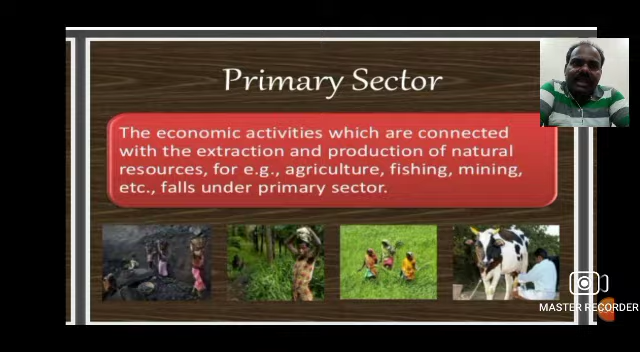 Primary Sector
The economic activities which are connected
with the extraction and production of natural
resources, for e.g., agriculture, fishing, mining,
etc., falls under primary sector.
MASTER RECORDER